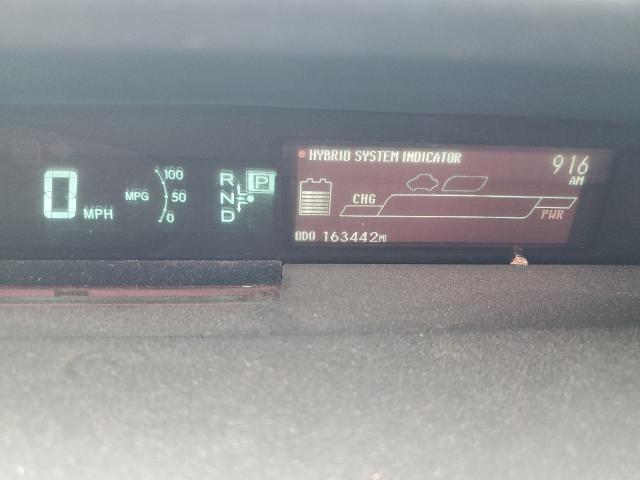 0 MPH
MPG
100
50
0
R
N
D
P
HYBRID SYSTEM INDICATOR
916
AM
CHG
PWR
ODO 163442MI